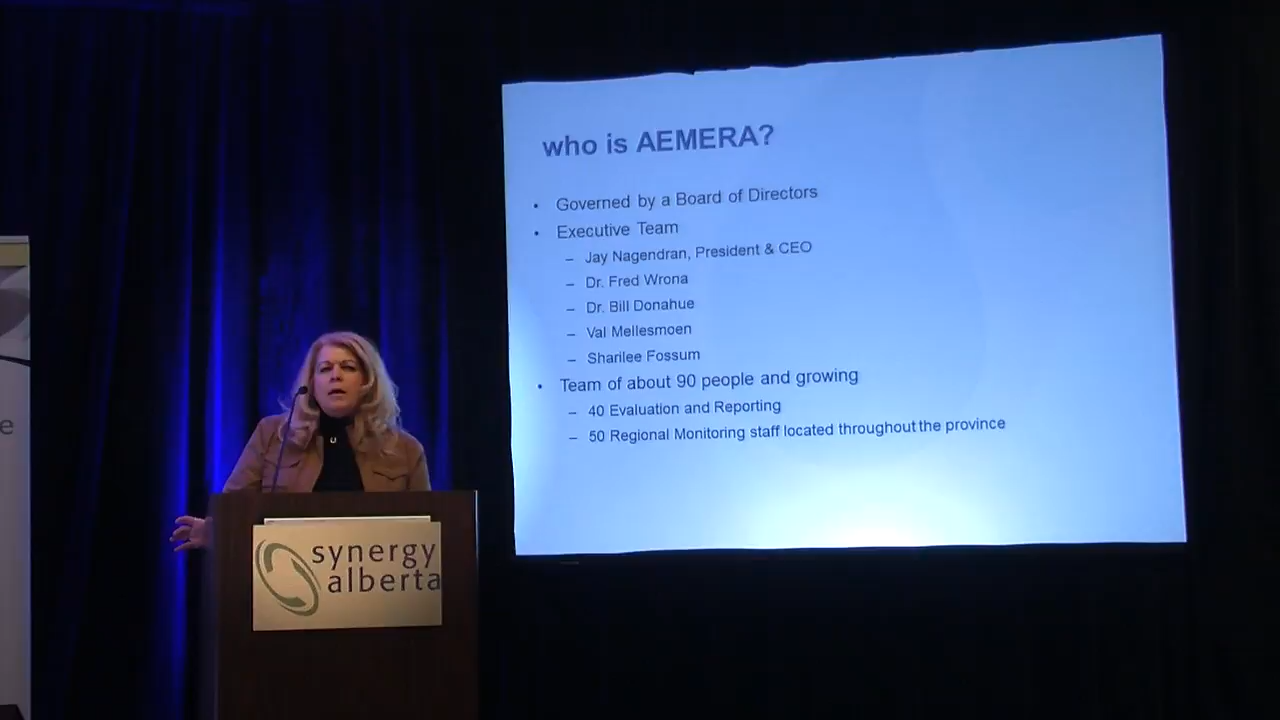 who is AEMERA?
• Governed by a Board of Directors
• Executive Team
– Jay Nagendran, President & CEO
– Dr. Fred Wrona
– Dr. Bill Donahue
– Val Mellesmoen
– Sharilee Fossum
• Team of about 90 people and growing
– 40 Evaluation and Reporting
– 50 Regional Monitoring staff located throughout the province
synergy
alberta
e